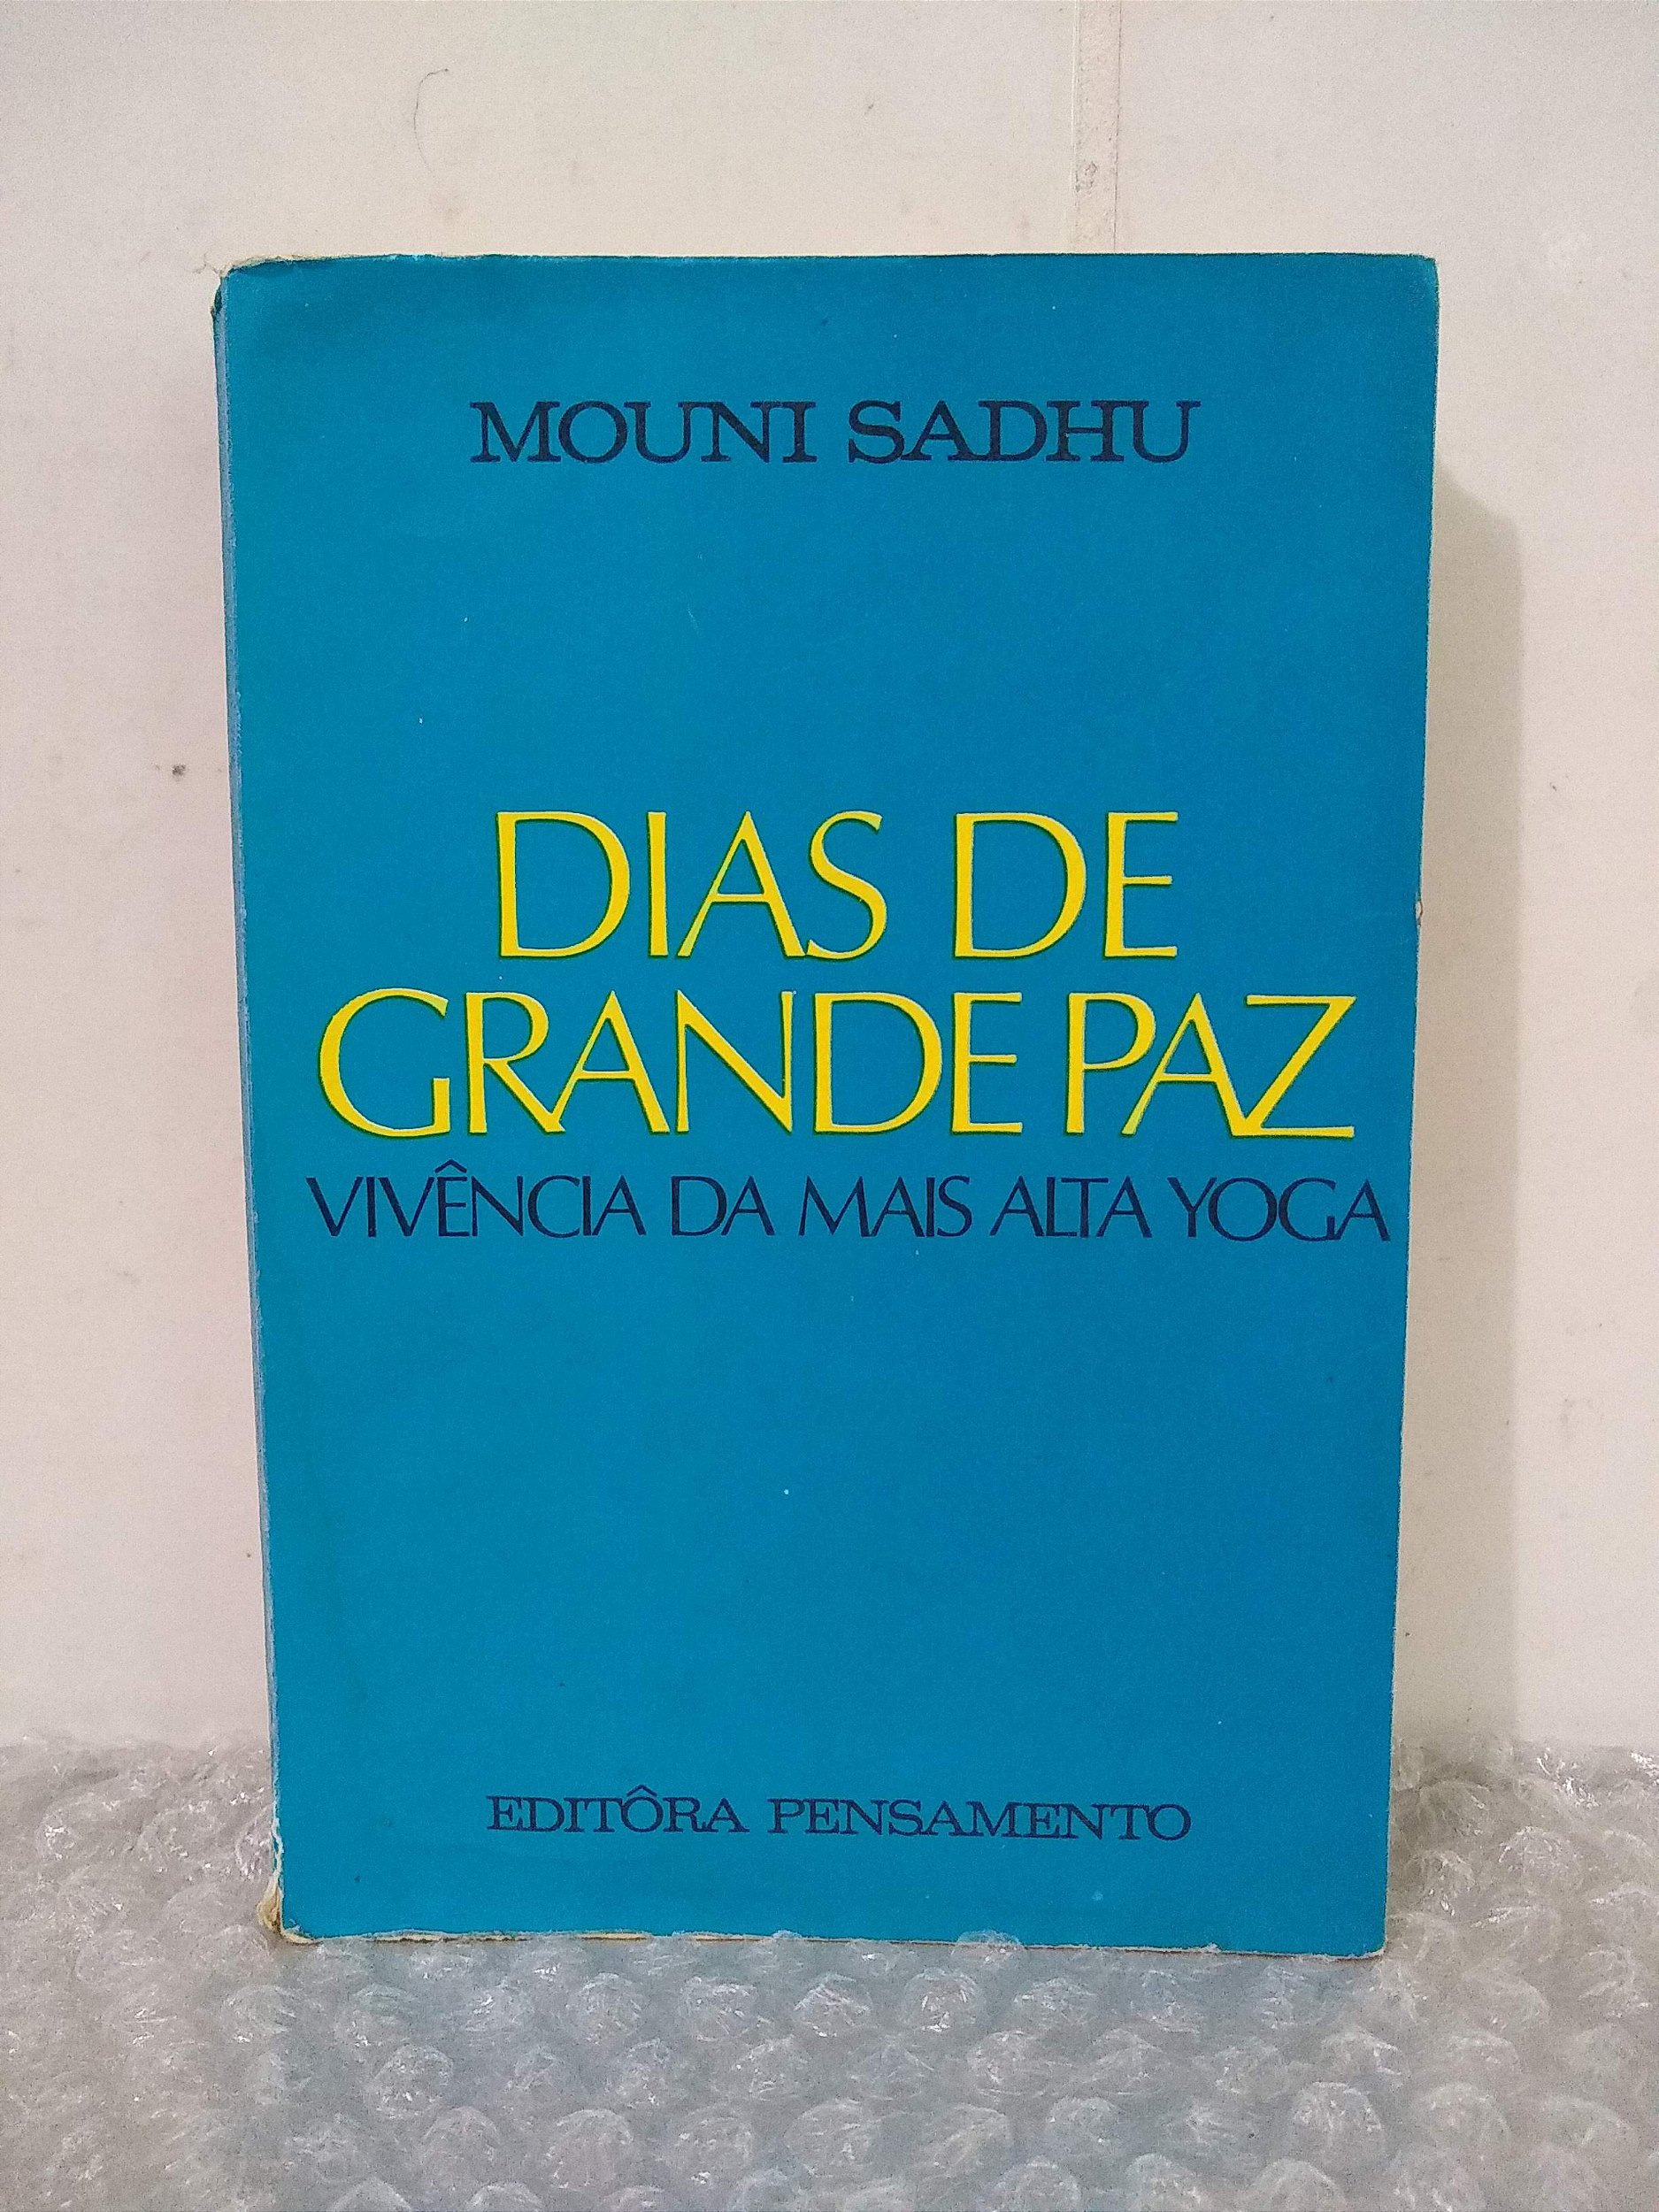 MOUNI SADHU
DIAS DE
GRANDE PAZ
VIVÊNCIA DA MAIS ALTA YOGA
EDITÔRA PENSAMENTO